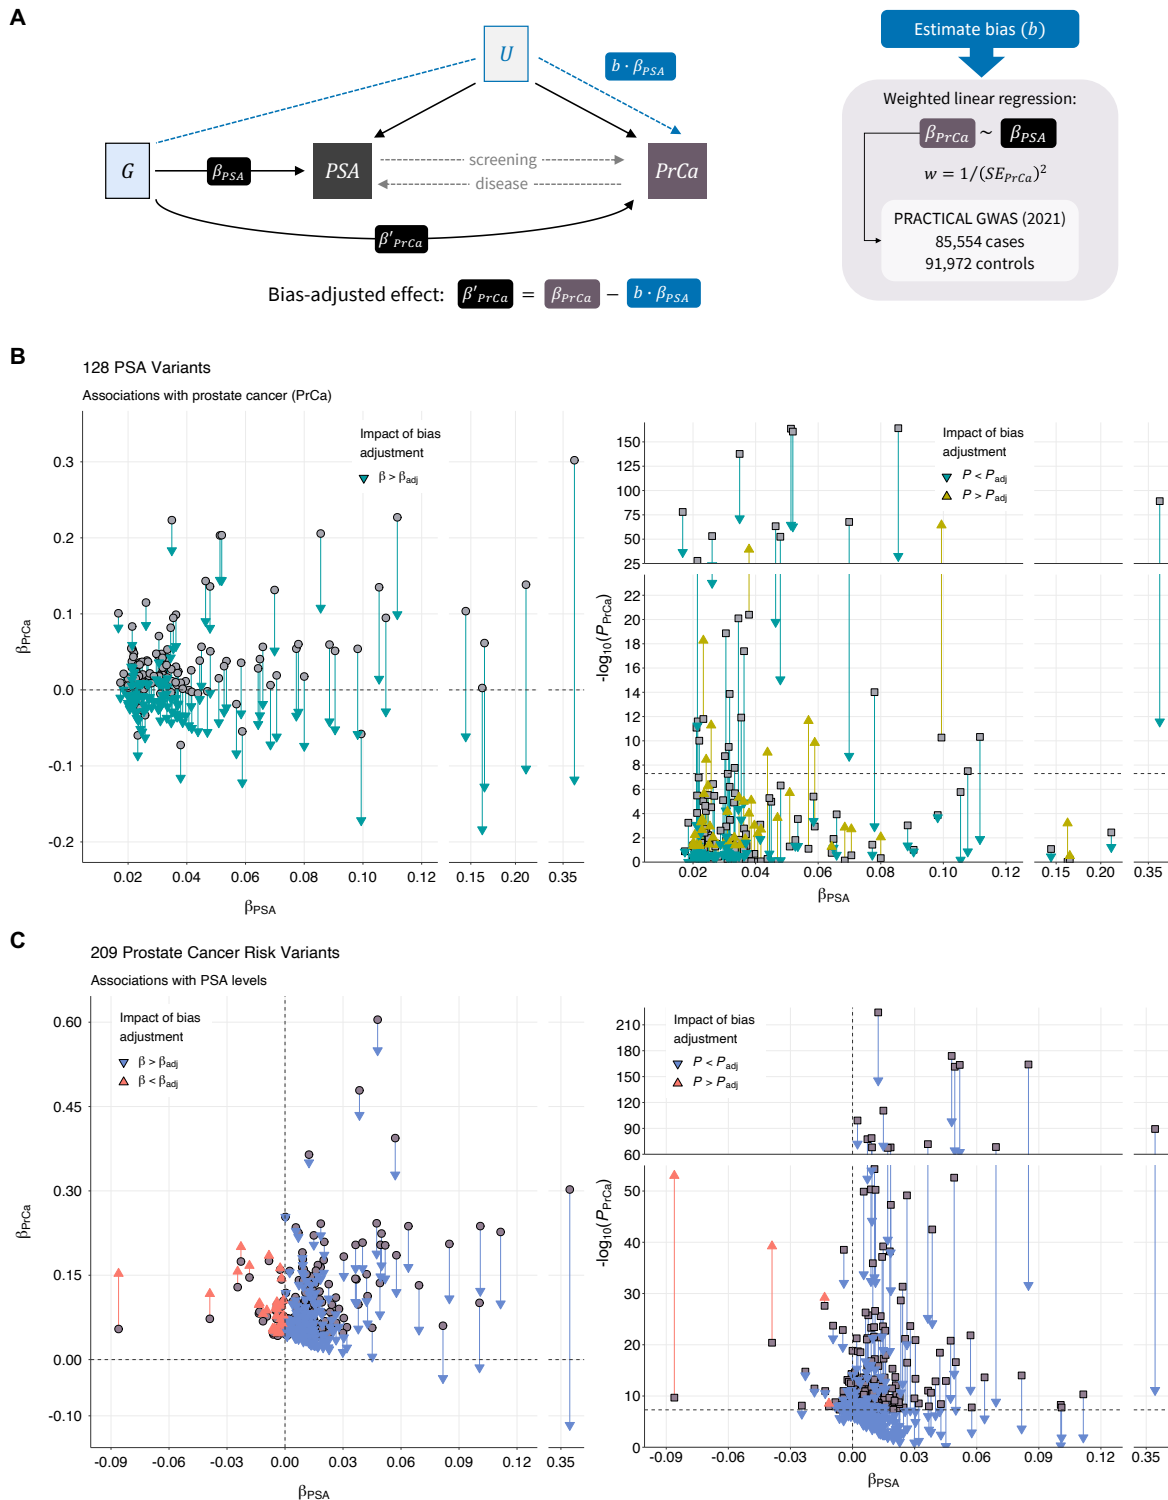 A
U
b · βPSA
G
βPSA
PSA
screening
disease
PrCa
β'PrCa
Bias-adjusted effect: β'PrCa = βPrCa − b · βPSA
Estimate bias (b)
Weighted linear regression:
βPrCa ~ βPSA
w = 1/(SEPrCa)²
PRACTICAL GWAS (2021)
85,554 cases
91,972 controls
B
128 PSA Variants
Associations with prostate cancer (PrCa)
Impact of bias
adjustment
β > βadj
0.3
0.2
0.1
0.0
-0.1
-0.2
βPrCa
0.02 0.04 0.06 0.08 0.10 0.12 0.15 0.20 0.35
βPSA
Impact of bias
adjustment
P < Padj
P > Padj
150
125
100
75
50
25
22
20
18
16
14
12
10
8
6
4
2
0
-log10(PPrCa)
0.02 0.04 0.06 0.08 0.10 0.12 0.15 0.20 0.35
βPSA
C
209 Prostate Cancer Risk Variants
Associations with PSA levels
Impact of bias
adjustment
β > βadj
β < βadj
0.60
0.45
0.30
0.15
0.00
-0.10
βPrCa
-0.09 -0.06 -0.03 0.00 0.03 0.06 0.09 0.12 0.35
βPSA
Impact of bias
adjustment
P < Padj
P > Padj
210
180
150
120
90
60
50
40
30
20
10
0
-log10(PPrCa)
-0.09 -0.06 -0.03 0.00 0.03 0.06 0.09 0.12 0.35
βPSA